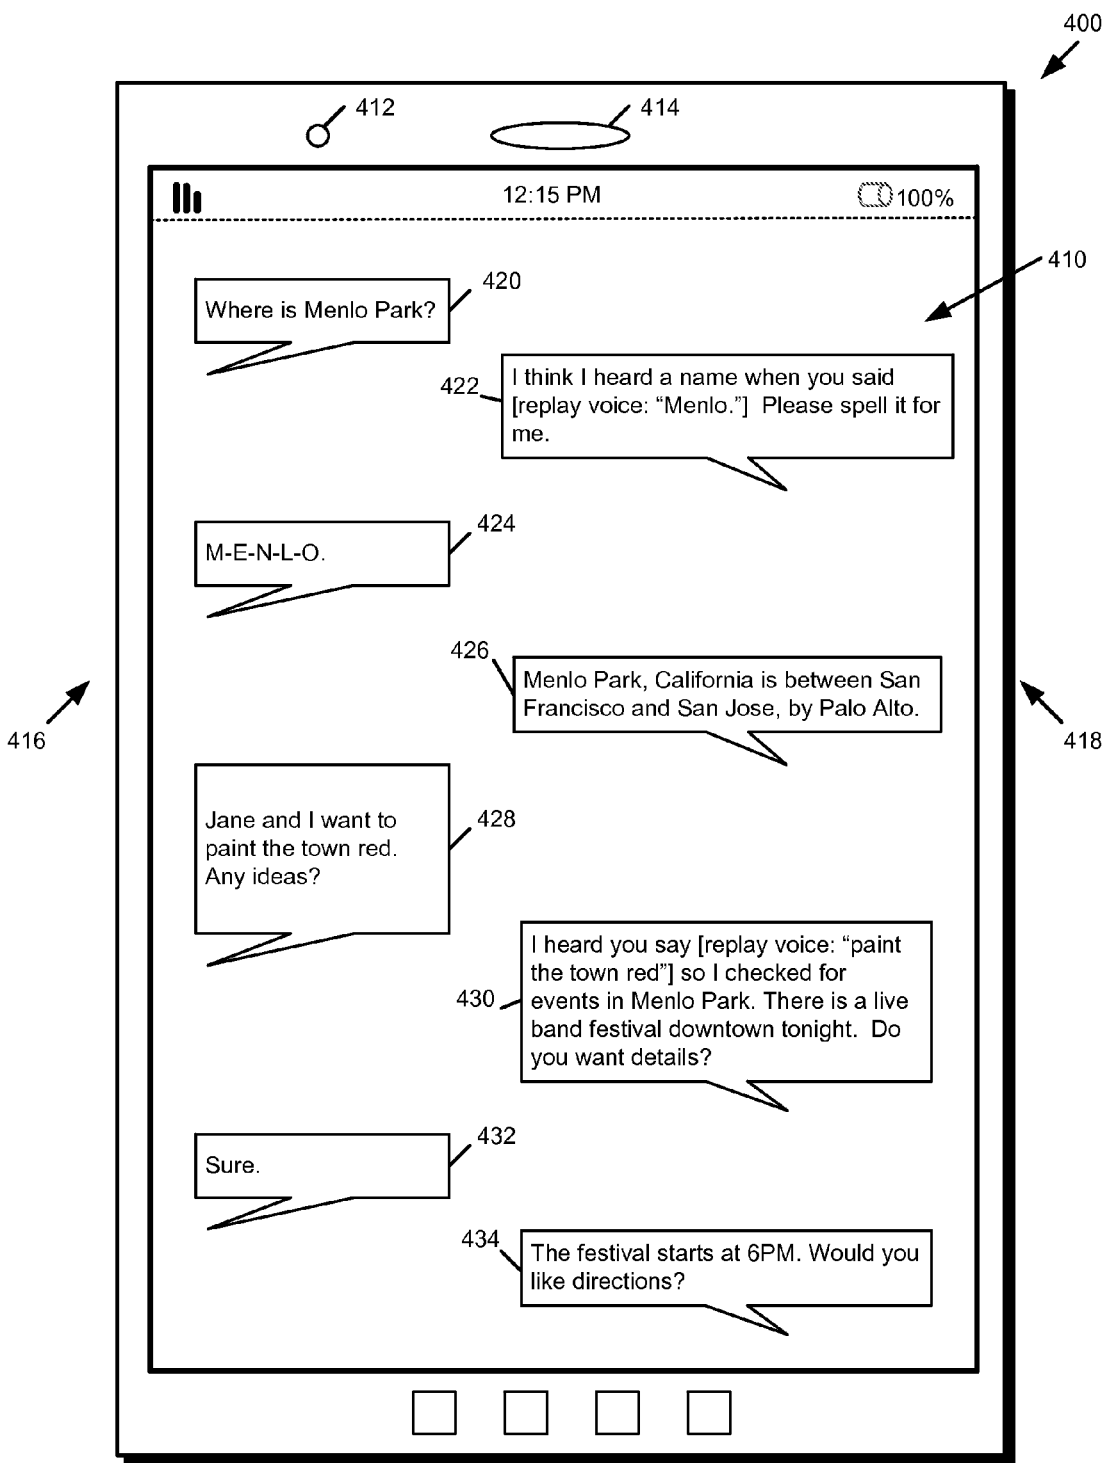 400
412
414
12:15 PM
100%
410
420
Where is Menlo Park?
422
I think I heard a name when you said
[replay voice: “Menlo.”]  Please spell it for
me.
424
M-E-N-L-O.
426
Menlo Park, California is between San
Francisco and San Jose, by Palo Alto.
416
418
428
Jane and I want to
paint the town red.
Any ideas?
430
I heard you say [replay voice: “paint
the town red”] so I checked for
events in Menlo Park. There is a live
band festival downtown tonight.  Do
you want details?
432
Sure.
434
The festival starts at 6PM. Would you
like directions?